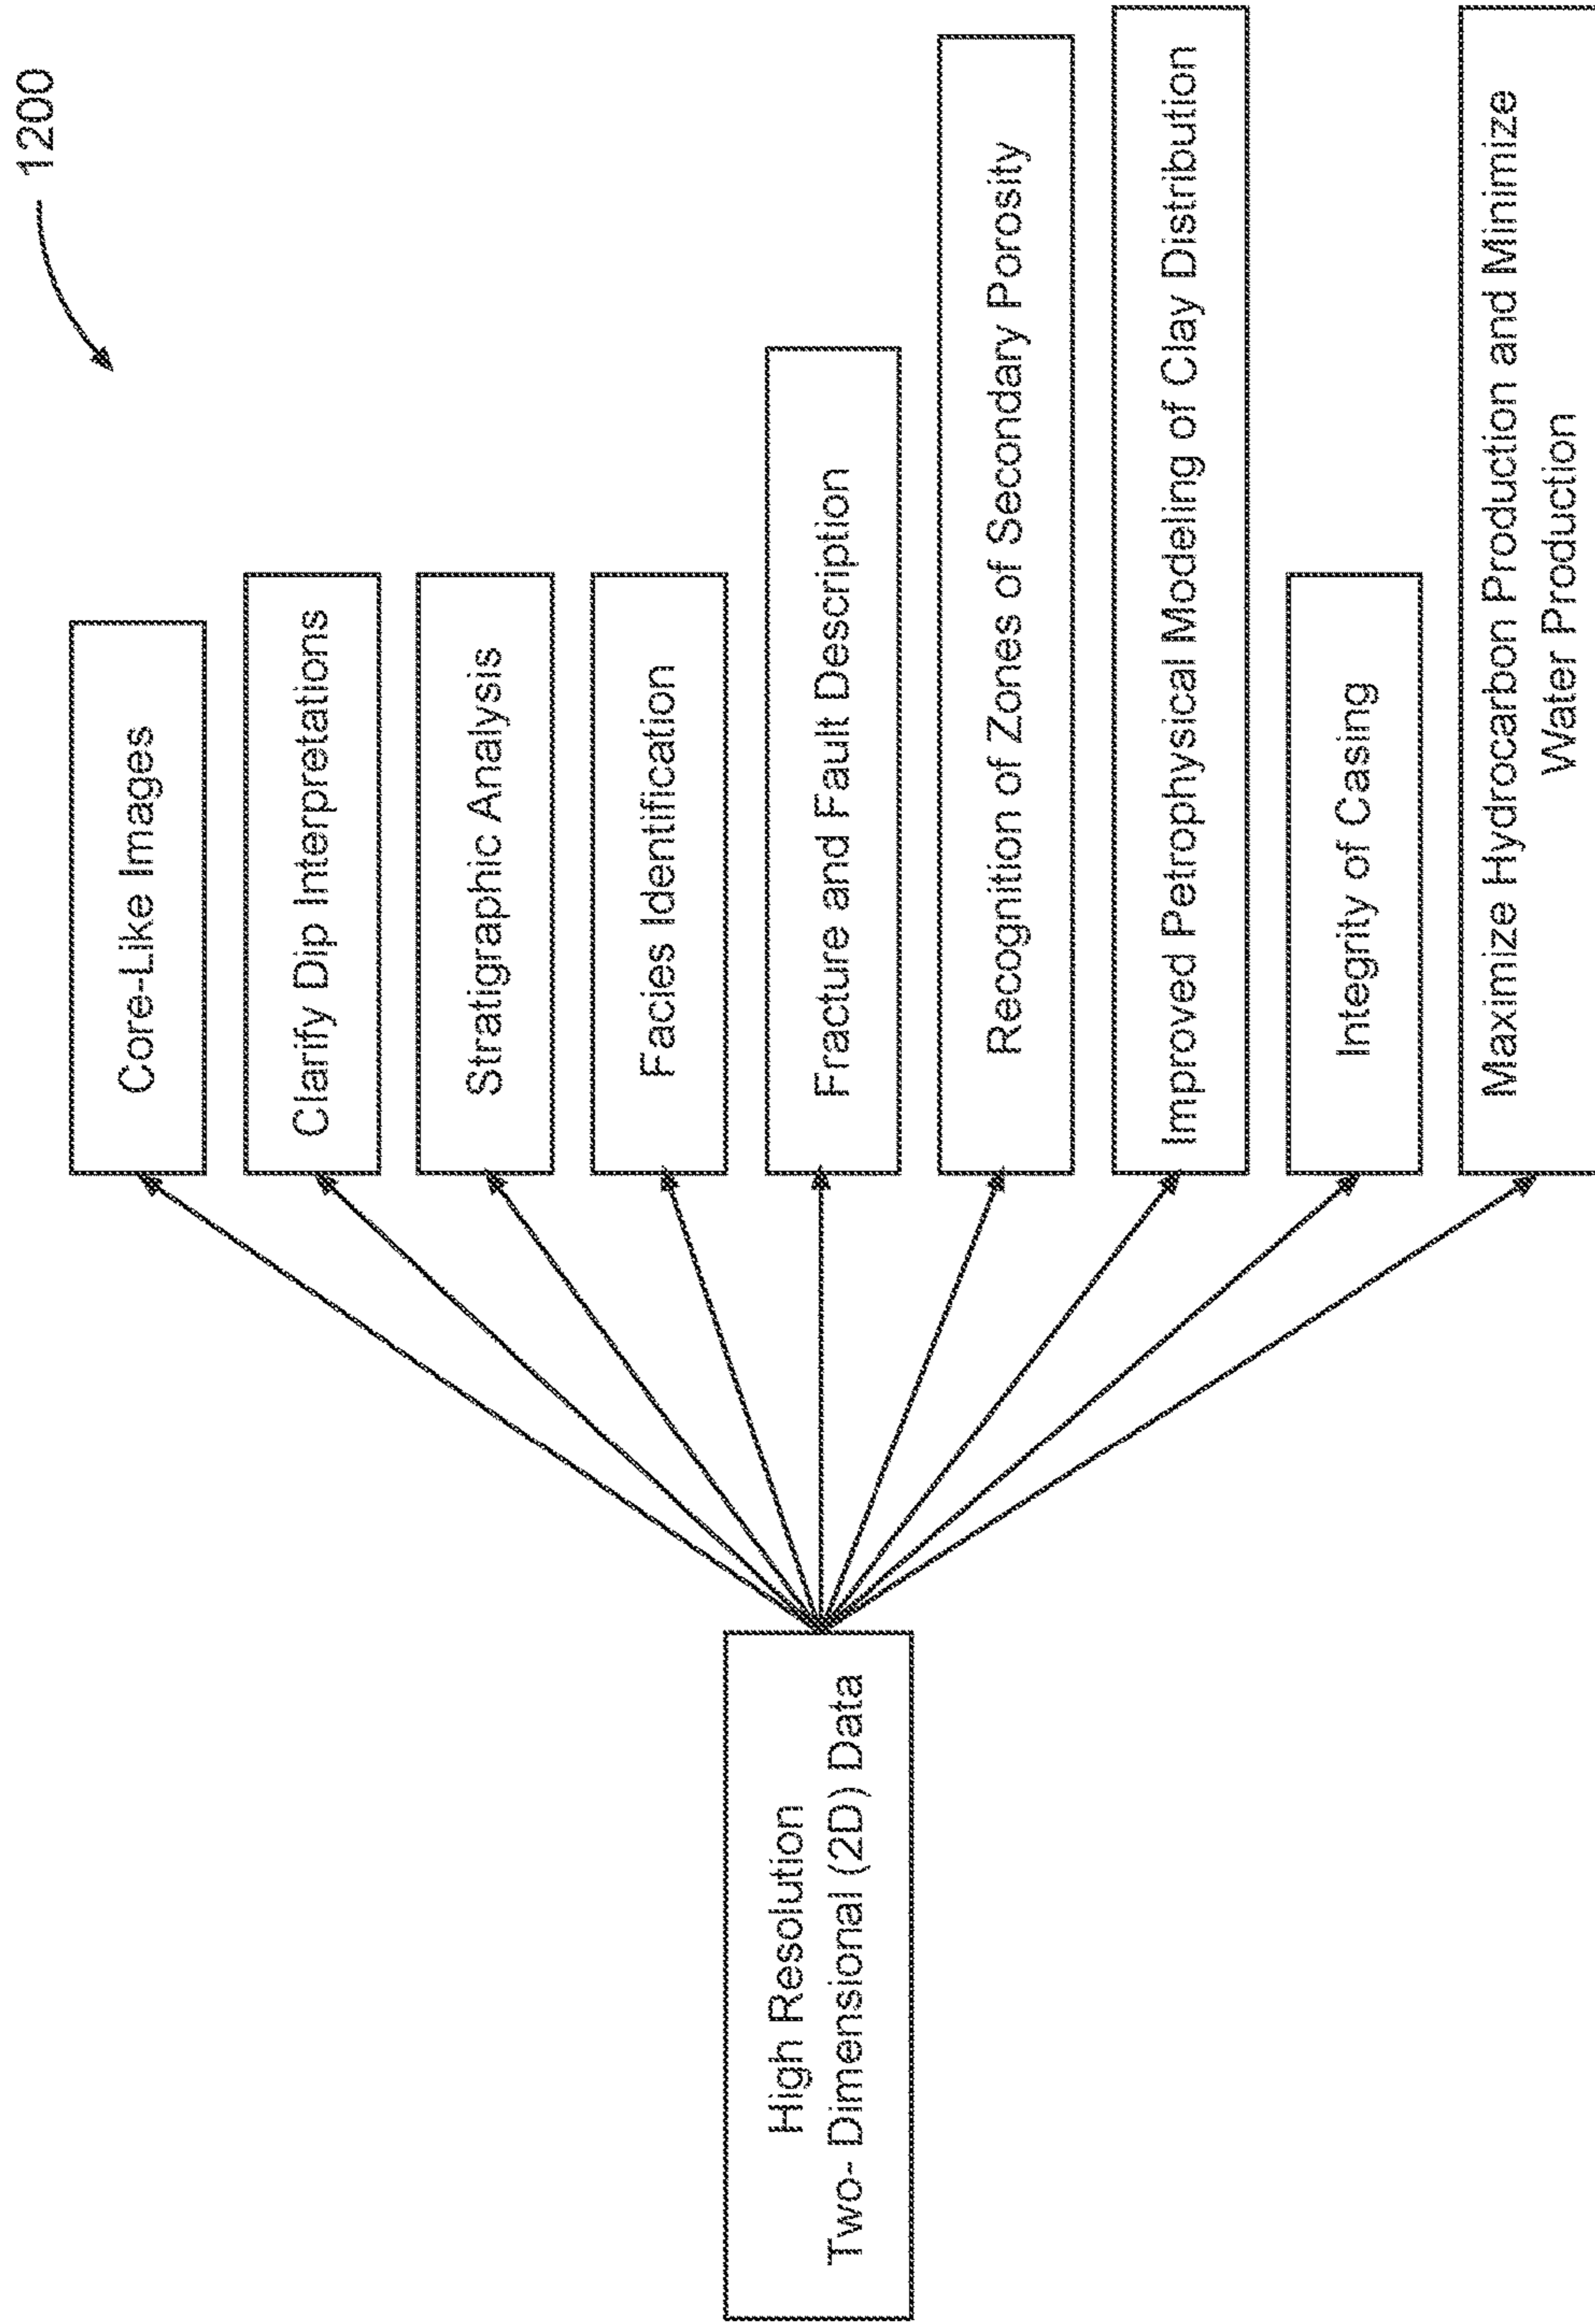 1200
High Resolution
Two- Dimensional (2D) Data
Core-Like Images
Clarify Dip Interpretations
Stratigraphic Analysis
Facies Identification
Fracture and Fault Description
Recognition of Zones of Secondary Porosity
Improved Petrophysical Modeling of Clay Distribution
Integrity of Casing
Maximize Hydrocarbon Production and Minimize
Water Production